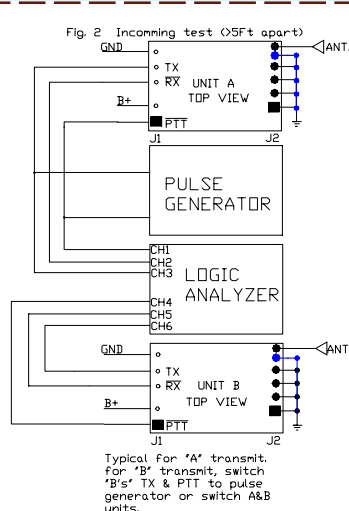 Fig. 2 Incomming test (>5Ft apart)
GND
ANT.
TX
RX
UNIT A
TOP VIEW
B+
PTT
J1
J2
PULSE
GENERATOR
CH1
CH2
CH3
LOGIC
ANALYZER
CH4
CH5
CH6
GND
ANT
TX
RX
UNIT B
TOP VIEW
B+
PTT
J1
J2
Typical for "A" transmit.
for "B" transmit, switch
"B's" TX & PTT to pulse
generator or switch A&B
units.